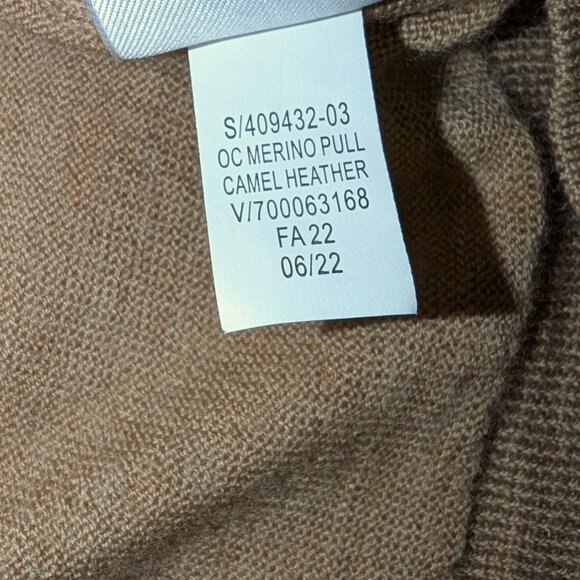 S/409432-03
OC MERINO PULL
CAMEL HEATHER
V/700063168
FA 22
06/22